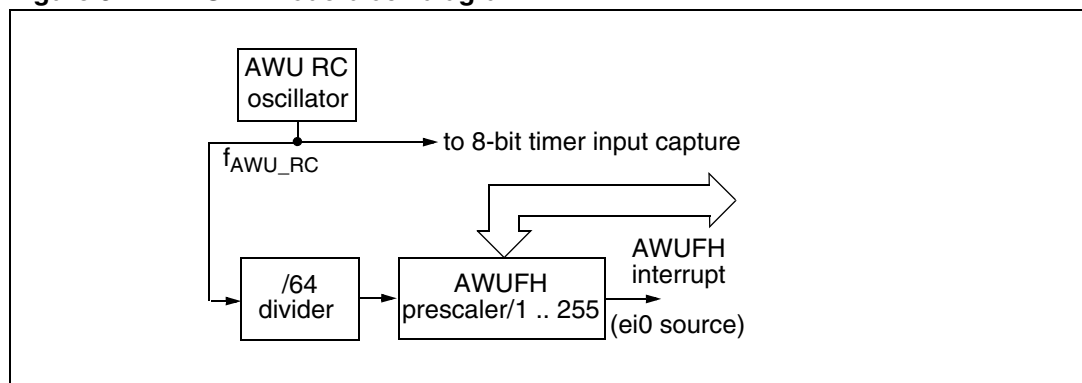 AWU RC
oscillator
to 8-bit timer input capture
fAWU_RC
AWUFH
interrupt
/64
divider
AWUFH
prescaler/1 .. 255
(ei0 source)